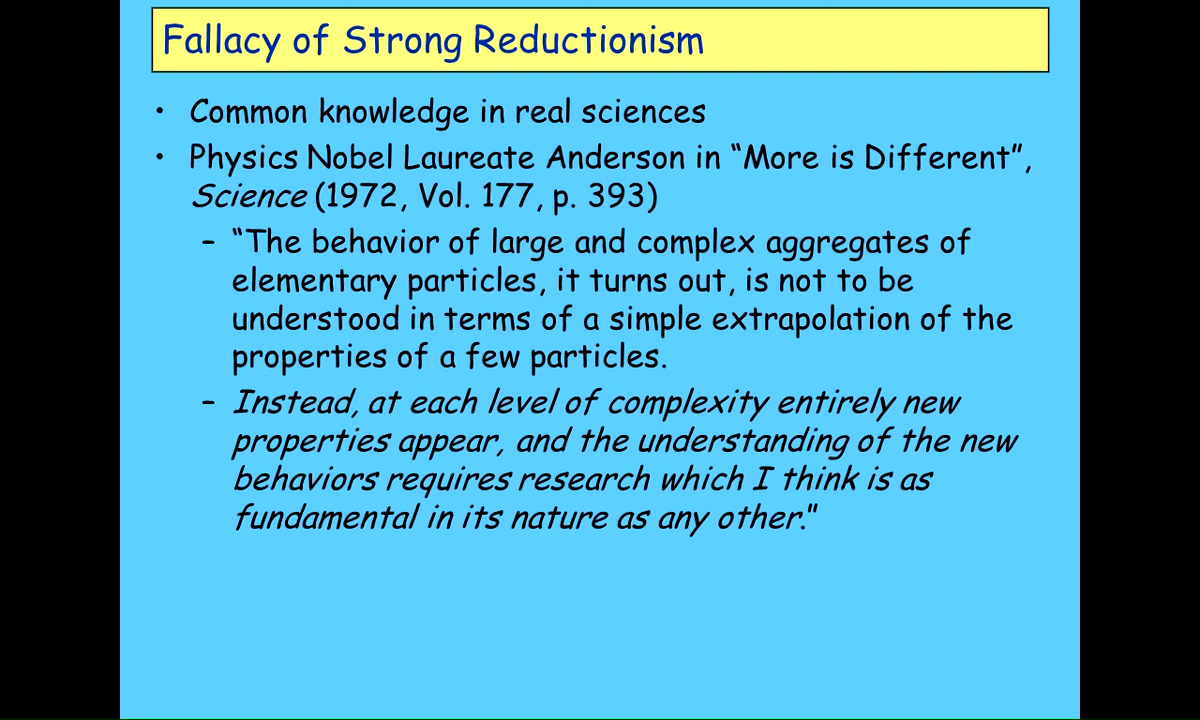 Fallacy of Strong Reductionism
• Common knowledge in real sciences
• Physics Nobel Laureate Anderson in “More is Different”,
Science (1972, Vol. 177, p. 393)
– “The behavior of large and complex aggregates of
elementary particles, it turns out, is not to be
understood in terms of a simple extrapolation of the
properties of a few particles.
– Instead, at each level of complexity entirely new
properties appear, and the understanding of the new
behaviors requires research which I think is as
fundamental in its nature as any other.”